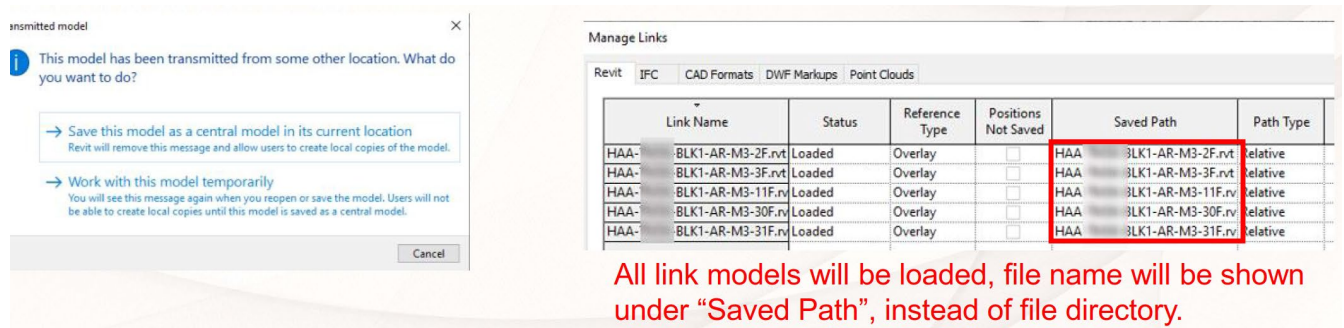 ansmitted model
This model has been transmitted from some other location. What do
you want to do?
→ Save this model as a central model in its current location
Revit will remove this message and allow users to create local copies of the model.
→ Work with this model temporarily
You will see this message again when you reopen or save the model. Users will not
be able to create local copies until this model is saved as a central model.
Cancel
Manage Links
Revit IFC CAD Formats DWF Markups Point Clouds
Link Name Status Reference Type Positions Not Saved Saved Path Path Type
HAA- -BLK1-AR-M3-2F.rvt Loaded Overlay HAA BLK1-AR-M3-2F.rvt Relative
HAA- -BLK1-AR-M3-3F.rvt Loaded Overlay HAA BLK1-AR-M3-3F.rvt Relative
HAA- -BLK1-AR-M3-11F.rv Loaded Overlay HAA BLK1-AR-M3-11F.rv Relative
HAA- -BLK1-AR-M3-30F.rv Loaded Overlay HAA BLK1-AR-M3-30F.rv Relative
HAA- -BLK1-AR-M3-31F.rv Loaded Overlay HAA BLK1-AR-M3-31F.rv Relative
All link models will be loaded, file name will be shown
under “Saved Path”, instead of file directory.